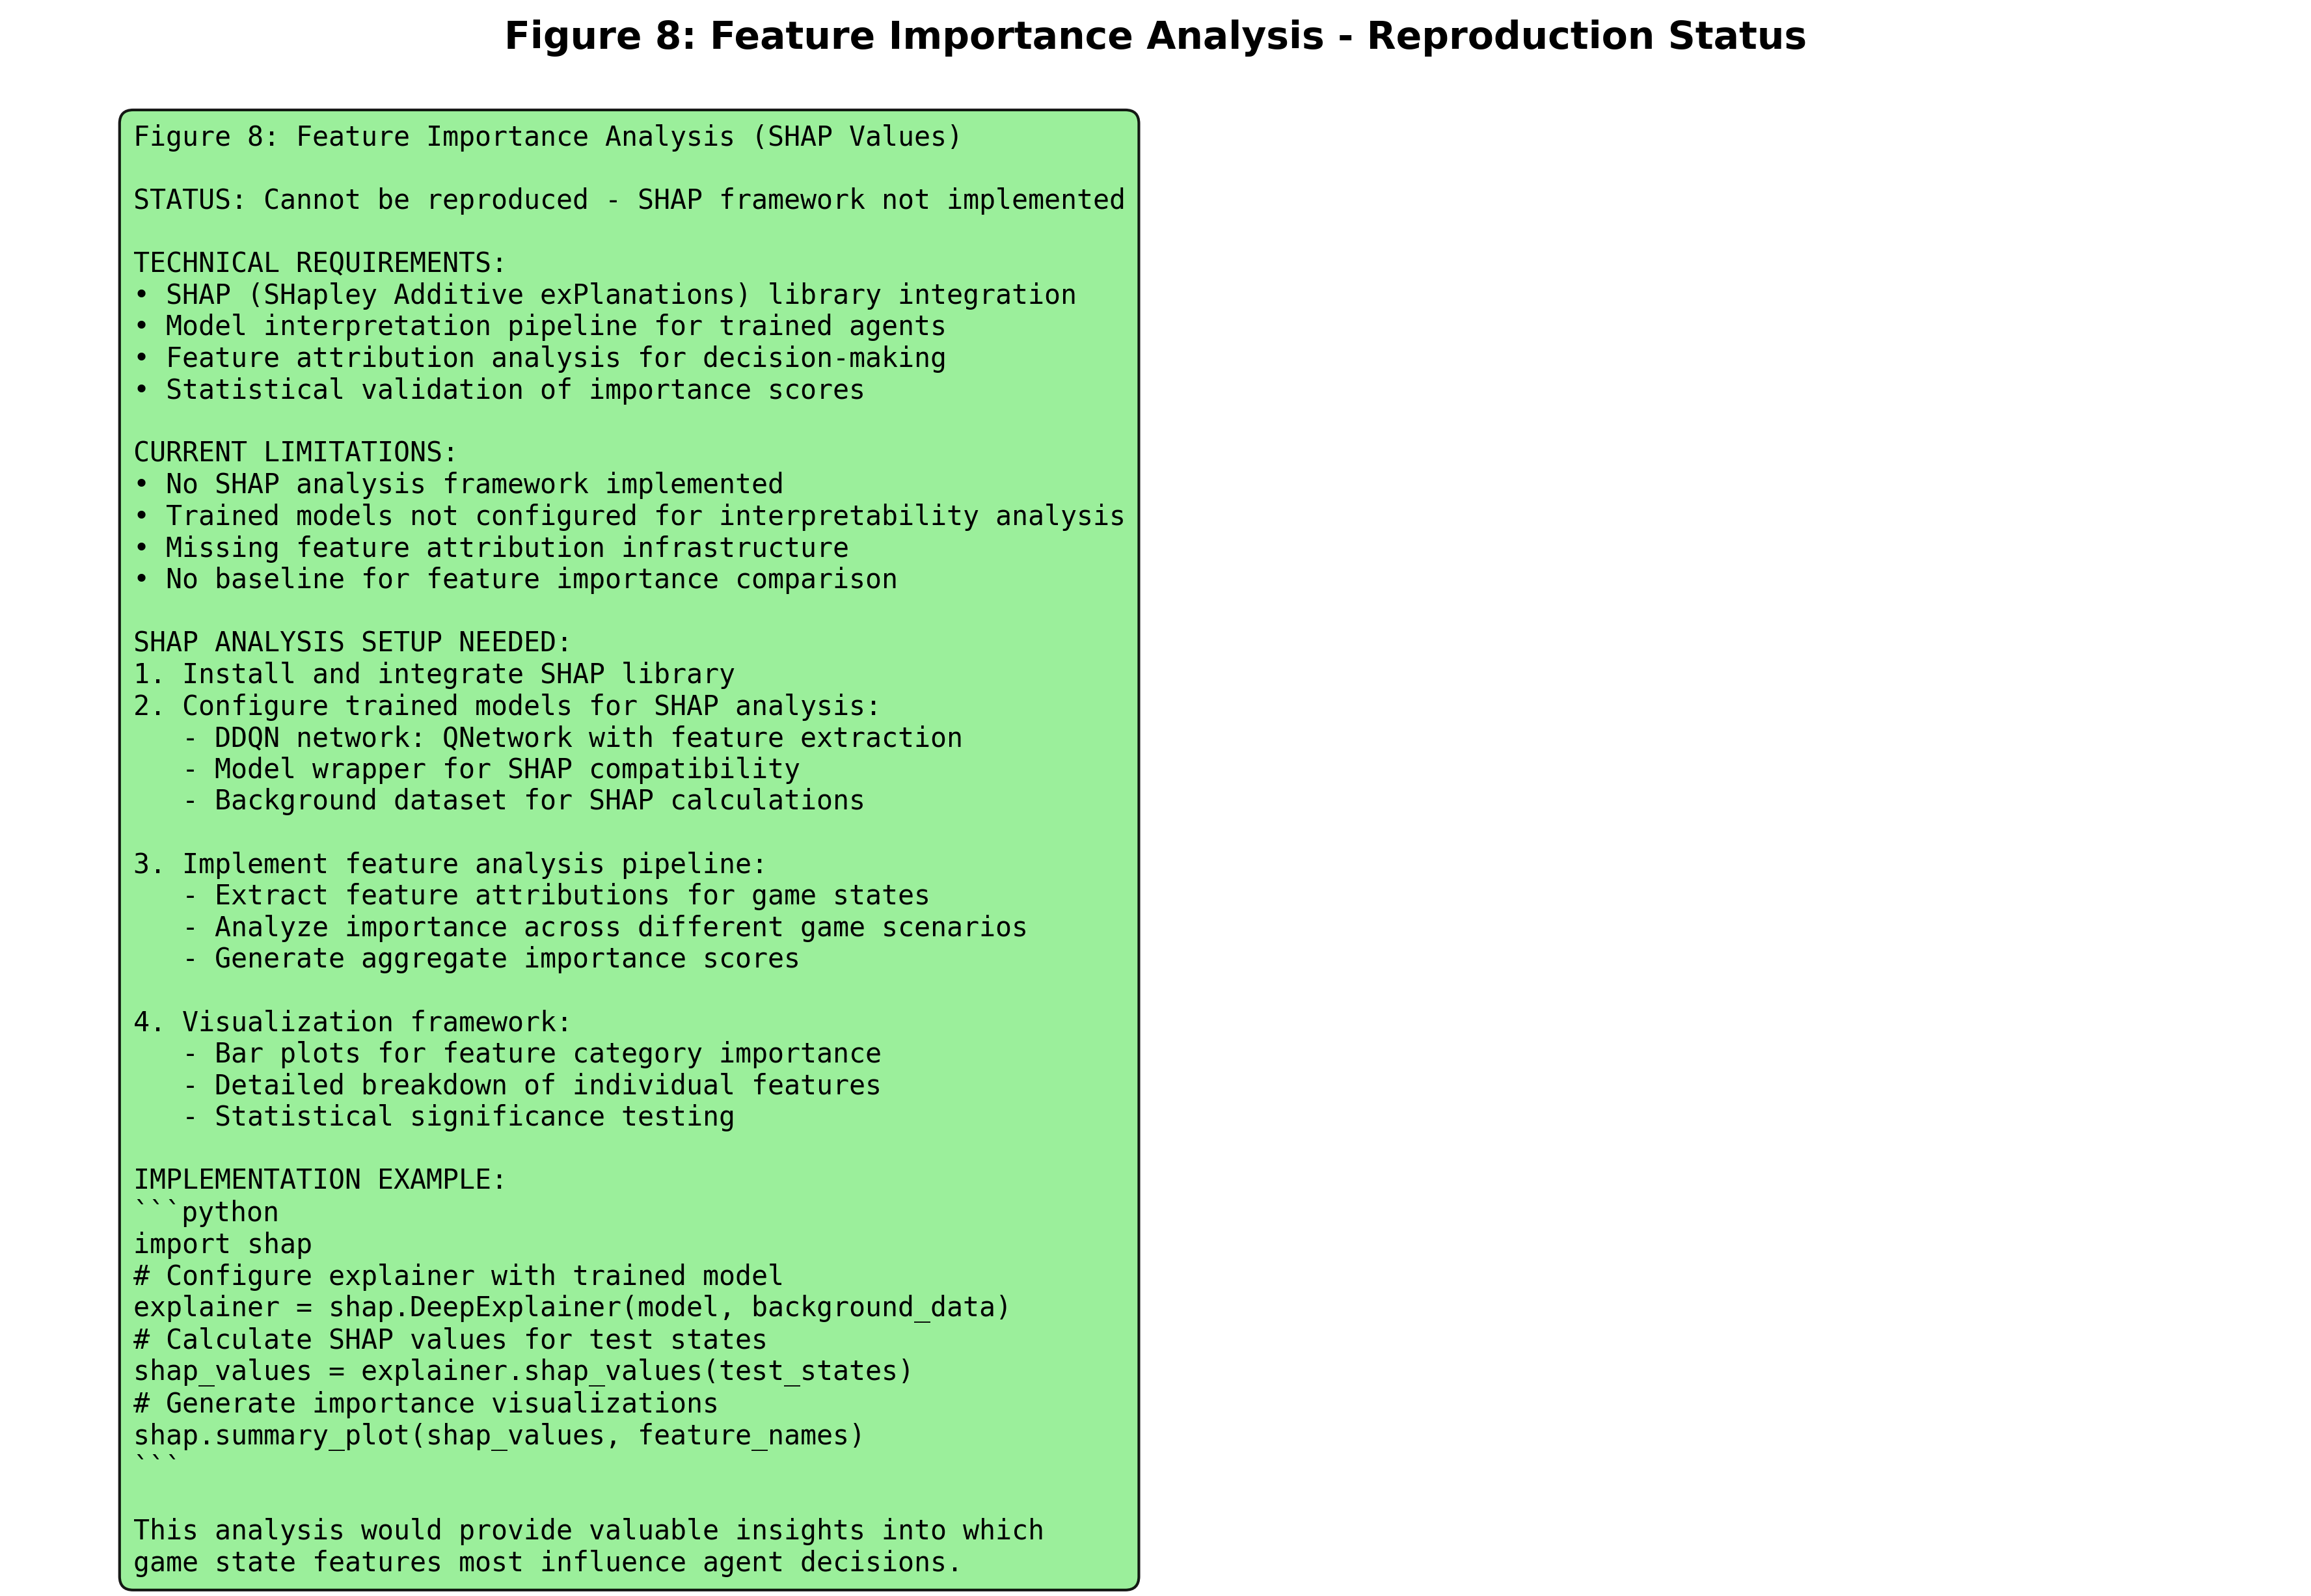 Figure 8: Feature Importance Analysis - Reproduction Status
Figure 8: Feature Importance Analysis (SHAP Values)
STATUS: Cannot be reproduced - SHAP framework not implemented
TECHNICAL REQUIREMENTS:
• SHAP (SHapley Additive exPlanations) library integration
• Model interpretation pipeline for trained agents
• Feature attribution analysis for decision-making
• Statistical validation of importance scores
CURRENT LIMITATIONS:
• No SHAP analysis framework implemented
• Trained models not configured for interpretability analysis
• Missing feature attribution infrastructure
• No baseline for feature importance comparison
SHAP ANALYSIS SETUP NEEDED:
1. Install and integrate SHAP library
2. Configure trained models for SHAP analysis:
   - DDQN network: QNetwork with feature extraction
   - Model wrapper for SHAP compatibility
   - Background dataset for SHAP calculations
3. Implement feature analysis pipeline:
   - Extract feature attributions for game states
   - Analyze importance across different game scenarios
   - Generate aggregate importance scores
4. Visualization framework:
   - Bar plots for feature category importance
   - Detailed breakdown of individual features
   - Statistical significance testing
IMPLEMENTATION EXAMPLE:
```python
import shap
# Configure explainer with trained model
explainer = shap.DeepExplainer(model, background_data)
# Calculate SHAP values for test states
shap_values = explainer.shap_values(test_states)
# Generate importance visualizations
shap.summary_plot(shap_values, feature_names)
```
This analysis would provide valuable insights into which
game state features most influence agent decisions.